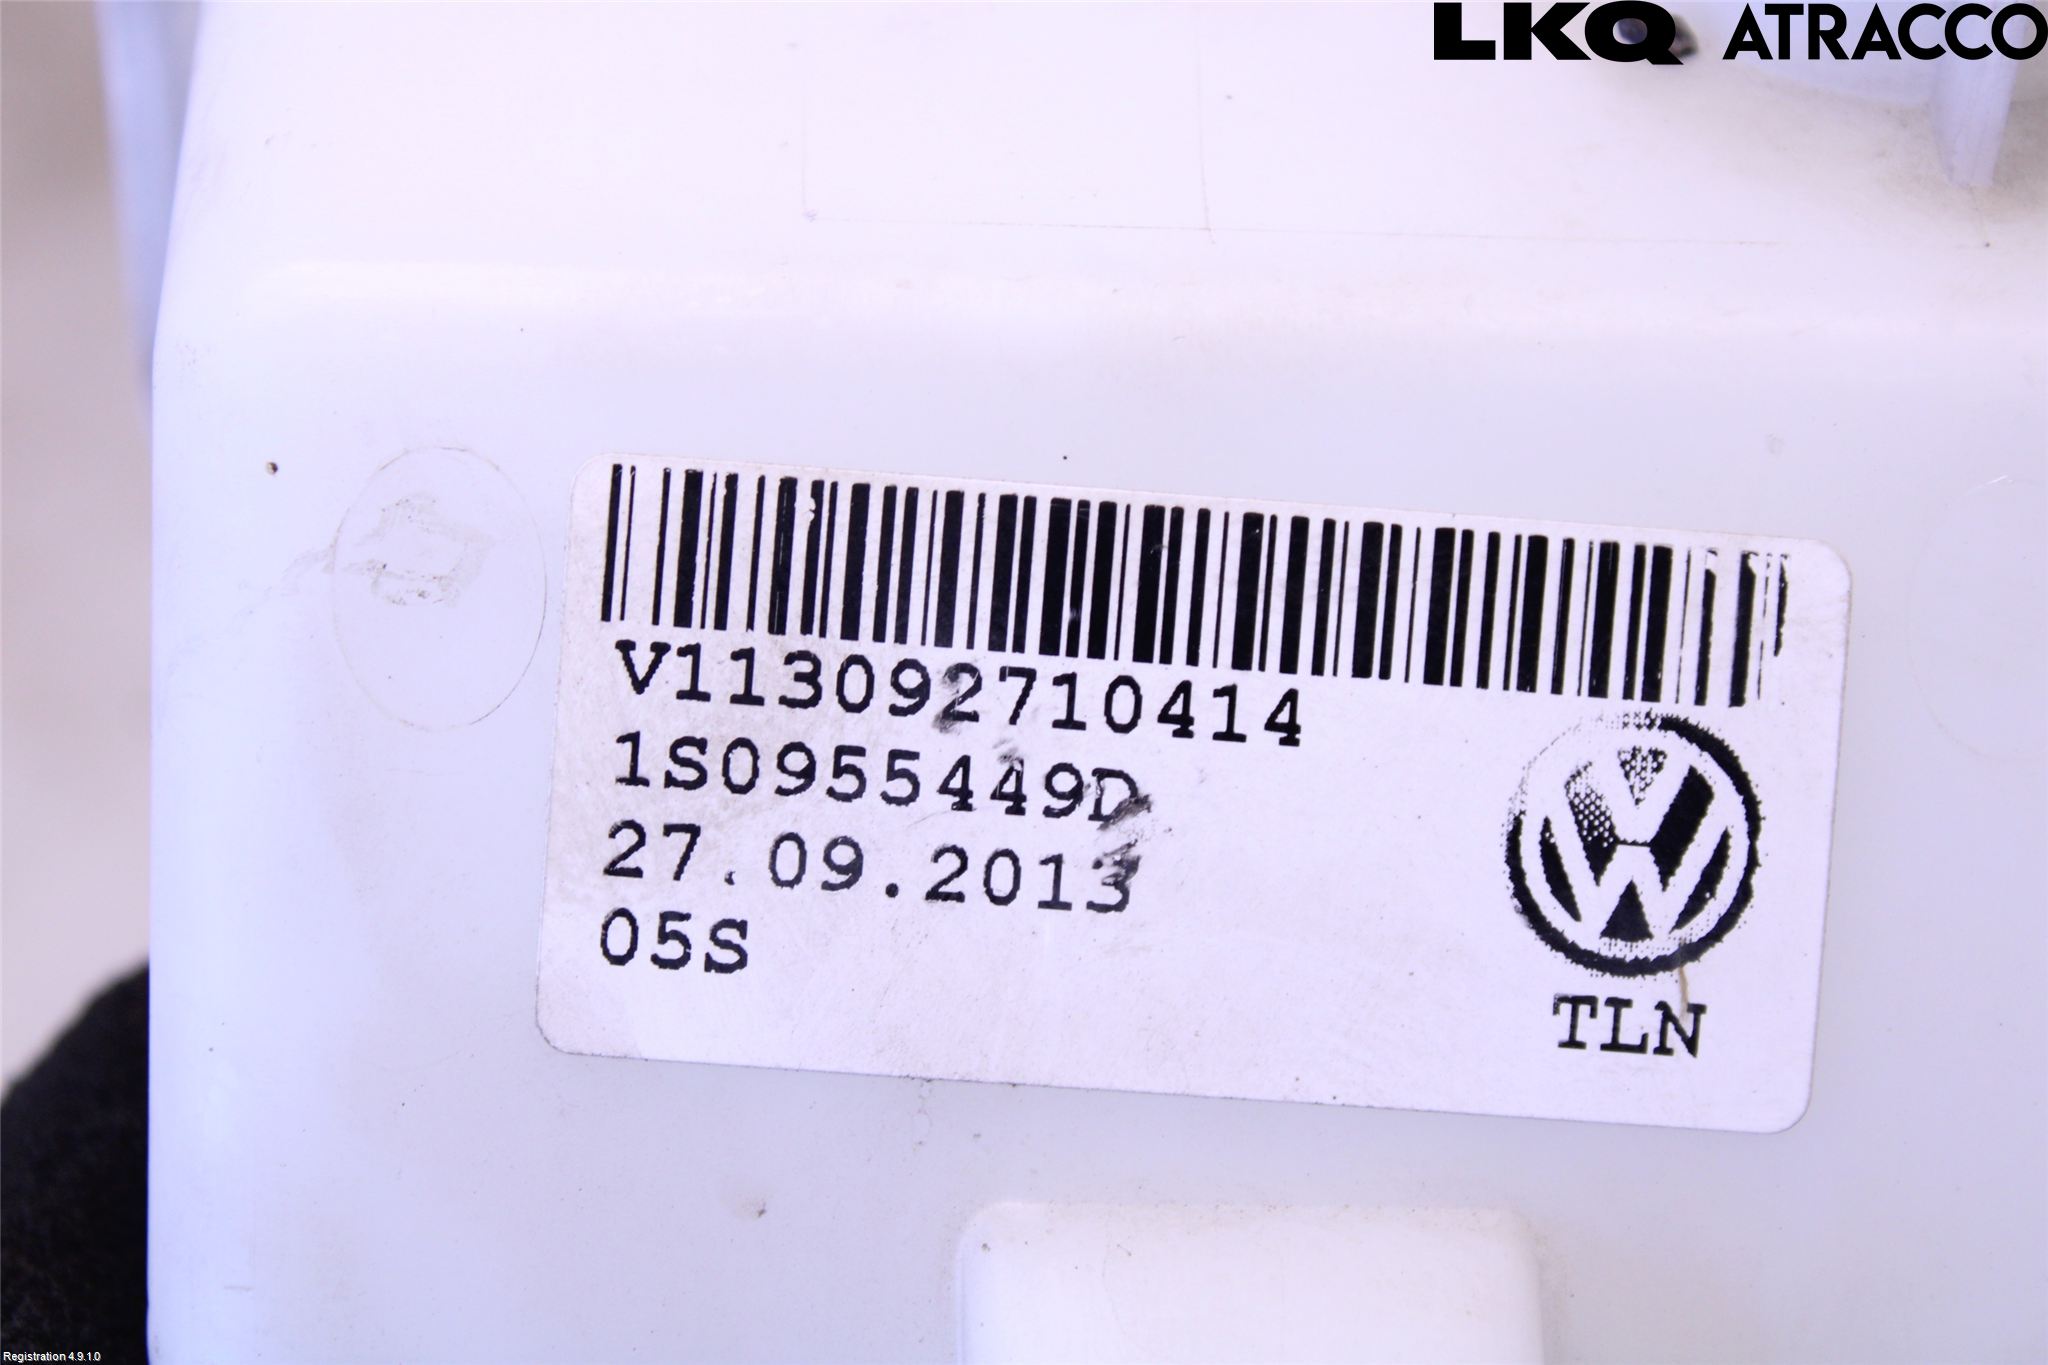 LKQ ATRACCO
V113092710414
1S0955449D
27.09.2013
05S
TLN
Registration 4.9.1.0